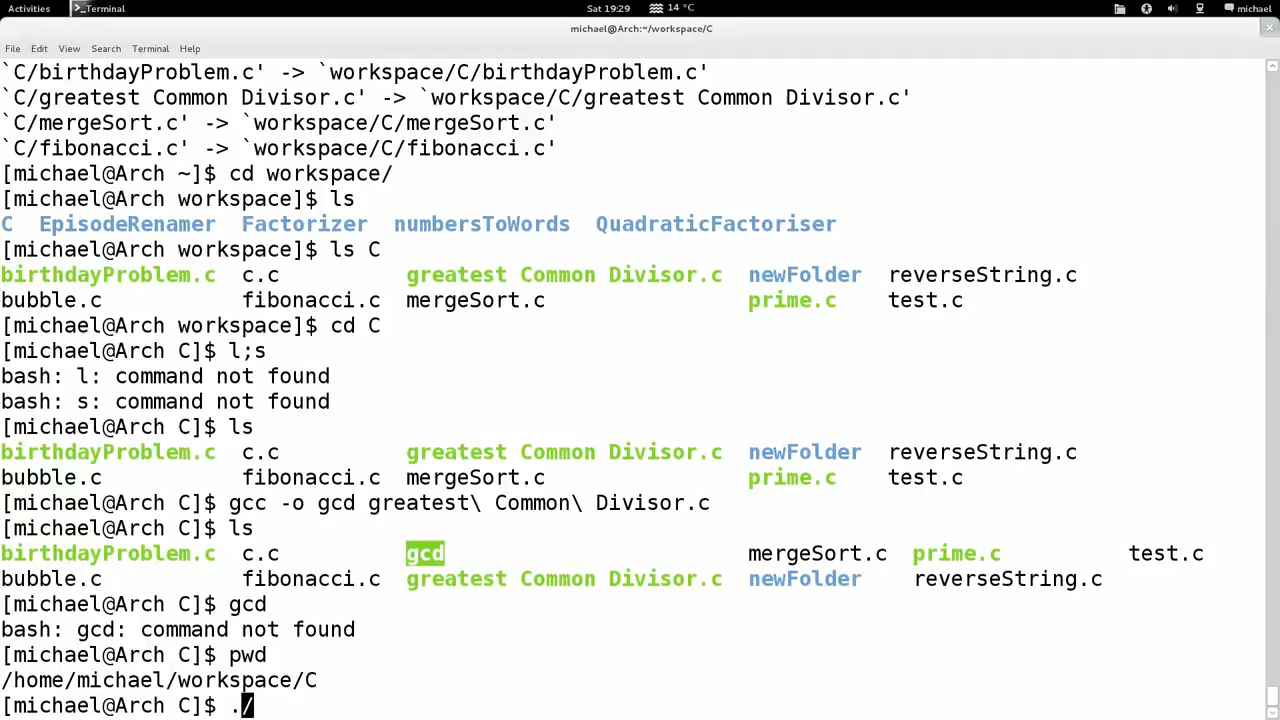 Activities >_Terminal Sat 19:29 14 °C michael
michael@Arch:~/workspace/C
File Edit View Search Terminal Help
`C/birthdayProblem.c' -> `workspace/C/birthdayProblem.c'
`C/greatest Common Divisor.c' -> `workspace/C/greatest Common Divisor.c'
`C/mergeSort.c' -> `workspace/C/mergeSort.c'
`C/fibonacci.c' -> `workspace/C/fibonacci.c'
[michael@Arch ~]$ cd workspace/
[michael@Arch workspace]$ ls
C EpisodeRenamer Factorizer numbersToWords QuadraticFactoriser
[michael@Arch workspace]$ ls C
birthdayProblem.c c.c greatest Common Divisor.c newFolder reverseString.c
bubble.c fibonacci.c mergeSort.c prime.c test.c
[michael@Arch workspace]$ cd C
[michael@Arch C]$ l;s
bash: l: command not found
bash: s: command not found
[michael@Arch C]$ ls
birthdayProblem.c c.c greatest Common Divisor.c newFolder reverseString.c
bubble.c fibonacci.c mergeSort.c prime.c test.c
[michael@Arch C]$ gcc -o gcd greatest\ Common\ Divisor.c
[michael@Arch C]$ ls
birthdayProblem.c c.c gcd mergeSort.c prime.c test.c
bubble.c fibonacci.c greatest Common Divisor.c newFolder reverseString.c
[michael@Arch C]$ gcd
bash: gcd: command not found
[michael@Arch C]$ pwd
/home/michael/workspace/C
[michael@Arch C]$ ./